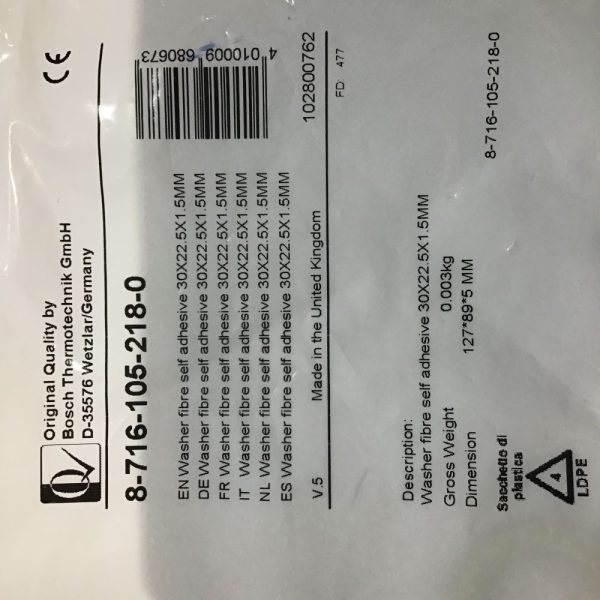 Original Quality by
Bosch Thermotechnik GmbH
D-35576 Wetzlar/Germany
CE
8-716-105-218-0
4 010009 680673
EN Washer fibre self adhesive 30X22.5X1.5MM
DE Washer fibre self adhesive 30X22.5X1.5MM
FR Washer fibre self adhesive 30X22.5X1.5MM
IT Washer fibre self adhesive 30X22.5X1.5MM
NL Washer fibre self adhesive 30X22.5X1.5MM
ES Washer fibre self adhesive 30X22.5X1.5MM
V.5 Made in the United Kingdom 102800762
FD: 477
Description:
Washer fibre self adhesive 30X22.5X1.5MM
Gross Weight 0.003kg
Dimension 127*89*5 MM
8-716-105-218-0
Sacchetto di
plastica
4
LDPE